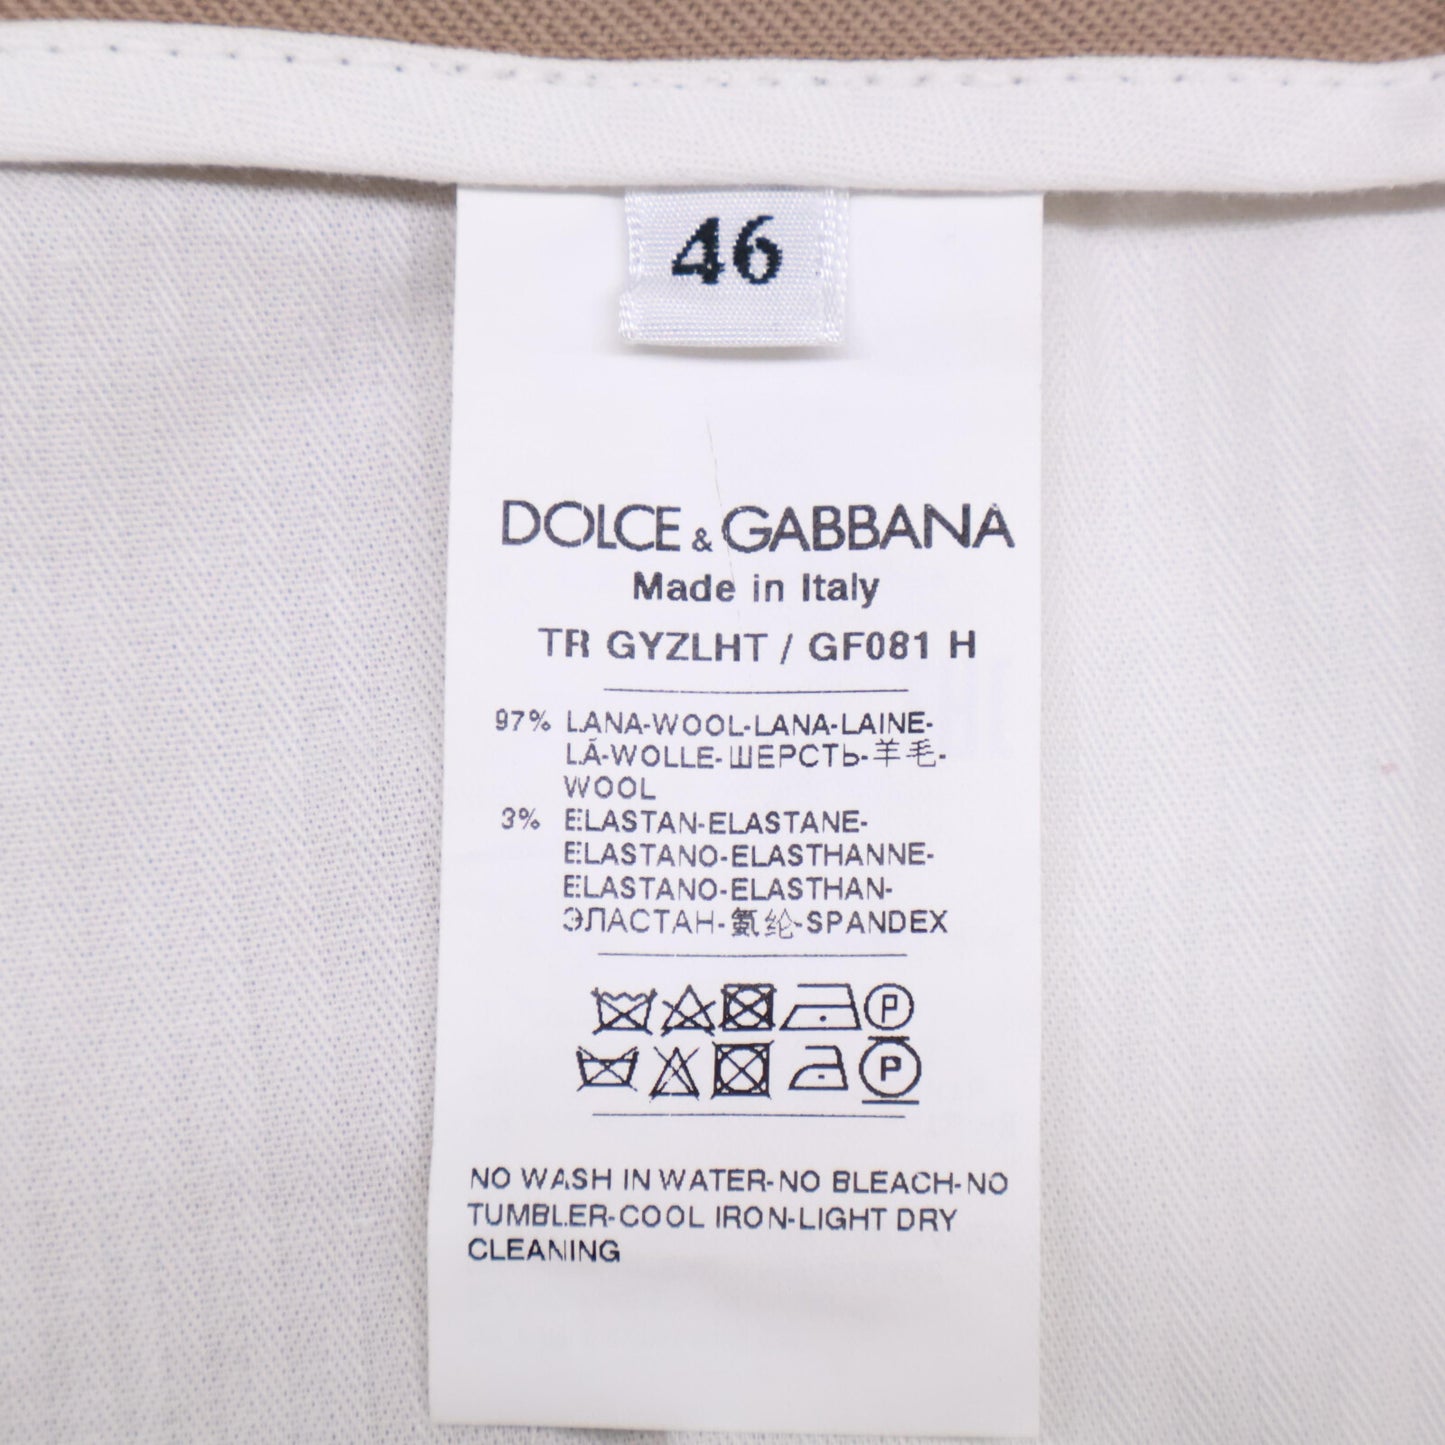 46
DOLCE & GABBANA
Made in Italy
TR GYZLHT / GF081 H
97% LANA-WOOL-LANA-LAINE-
LÃ-WOLLE-ШЕРСТЬ-羊毛-
WOOL
3% ELASTAN-ELASTANE-
ELASTANO-ELASTHANNE-
ELASTANO-ELASTHAN-
ЭЛАСТАН-氨纶-SPANDEX
P
P
NO WASH IN WATER-NO BLEACH-NO
TUMBLER-COOL IRON-LIGHT DRY
CLEANING